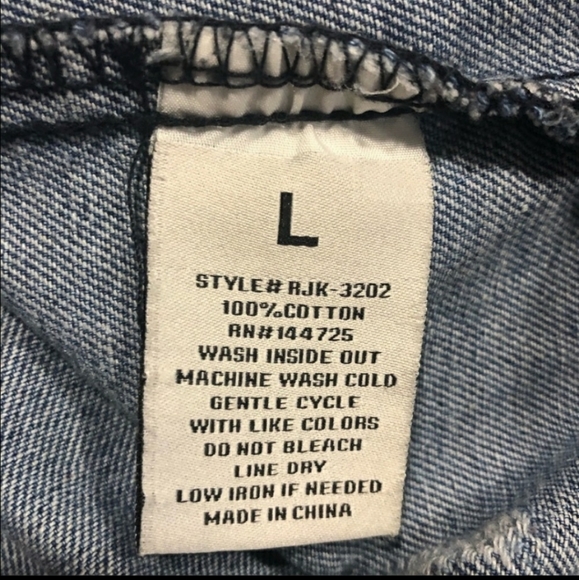 L
STYLE# RJK-3202
100%COTTON
RN#144725
WASH INSIDE OUT
MACHINE WASH COLD
GENTLE CYCLE
WITH LIKE COLORS
DO NOT BLEACH
LINE DRY
LOW IRON IF NEEDED
MADE IN CHINA